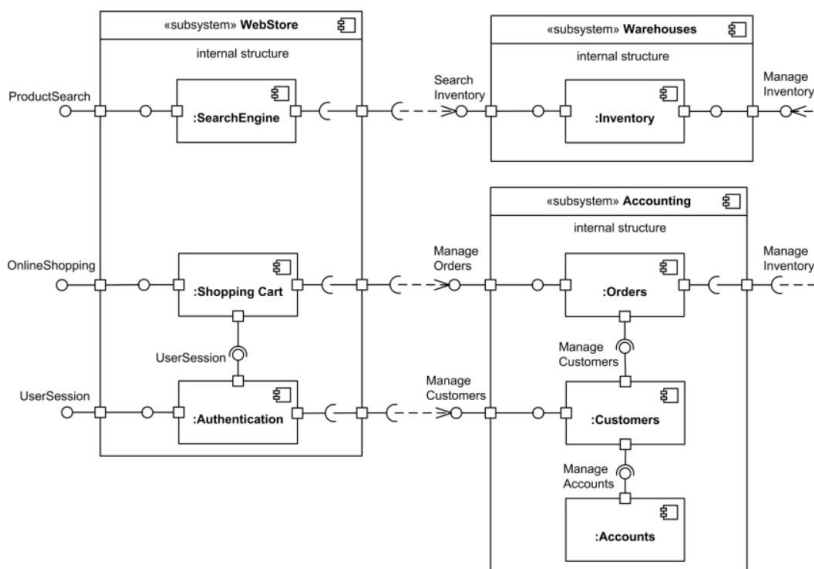 «subsystem» WebStore
internal structure
«subsystem» Warehouses
internal structure
ProductSearch
:SearchEngine
Search
Inventory
:Inventory
Manage
Inventory
«subsystem» Accounting
internal structure
OnlineShopping
:Shopping Cart
Manage
Orders
:Orders
Manage
Inventory
UserSession
Manage
Customers
UserSession
:Authentication
Manage
Customers
:Customers
Manage
Accounts
:Accounts